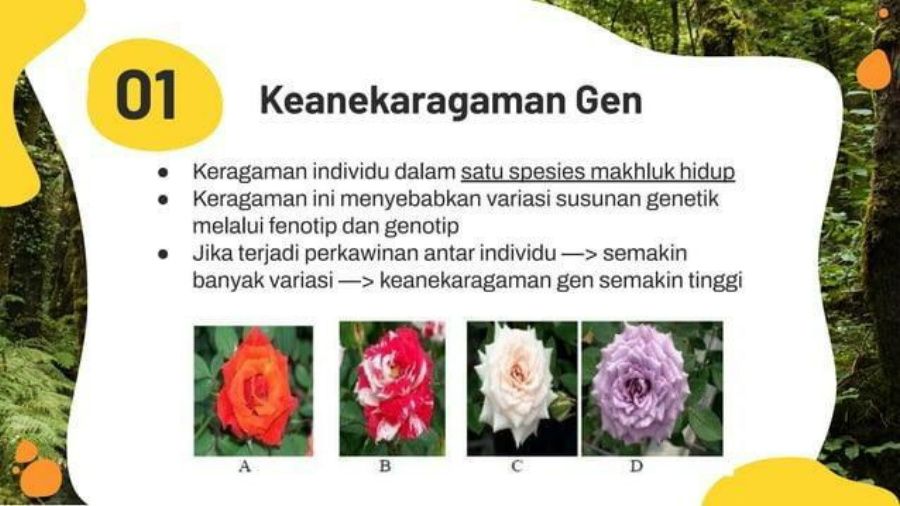 01
Keanekaragaman Gen
● Keragaman individu dalam satu spesies makhluk hidup
● Keragaman ini menyebabkan variasi susunan genetik
melalui fenotip dan genotip
● Jika terjadi perkawinan antar individu —> semakin
banyak variasi —> keanekaragaman gen semakin tinggi
A B C D